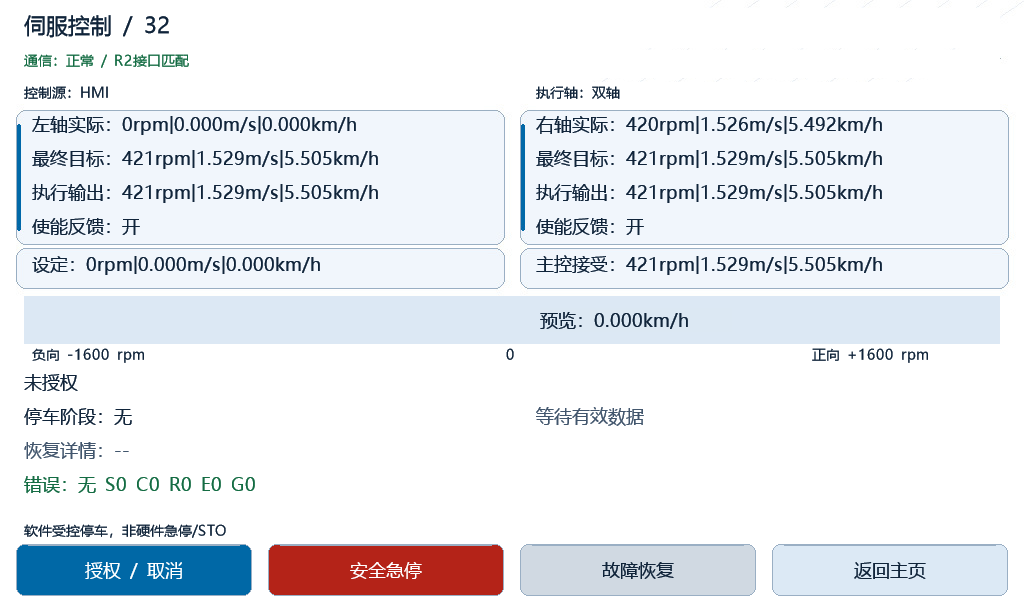 伺服控制 / 32
通信：正常 / R2接口匹配
控制源：HMI
执行轴：双轴
左轴实际：0rpm|0.000m/s|0.000km/h
最终目标：421rpm|1.529m/s|5.505km/h
执行输出：421rpm|1.529m/s|5.505km/h
使能反馈：开
右轴实际：420rpm|1.526m/s|5.492km/h
最终目标：421rpm|1.529m/s|5.505km/h
执行输出：421rpm|1.529m/s|5.505km/h
使能反馈：开
设定：0rpm|0.000m/s|0.000km/h
主控接受：421rpm|1.529m/s|5.505km/h
预览：0.000km/h
负向 -1600 rpm
0
正向 +1600 rpm
未授权
停车阶段：无
等待有效数据
恢复详情：--
错误：无 S0 C0 R0 E0 G0
软件受控停车，非硬件急停/STO
授权 / 取消
安全急停
故障恢复
返回主页